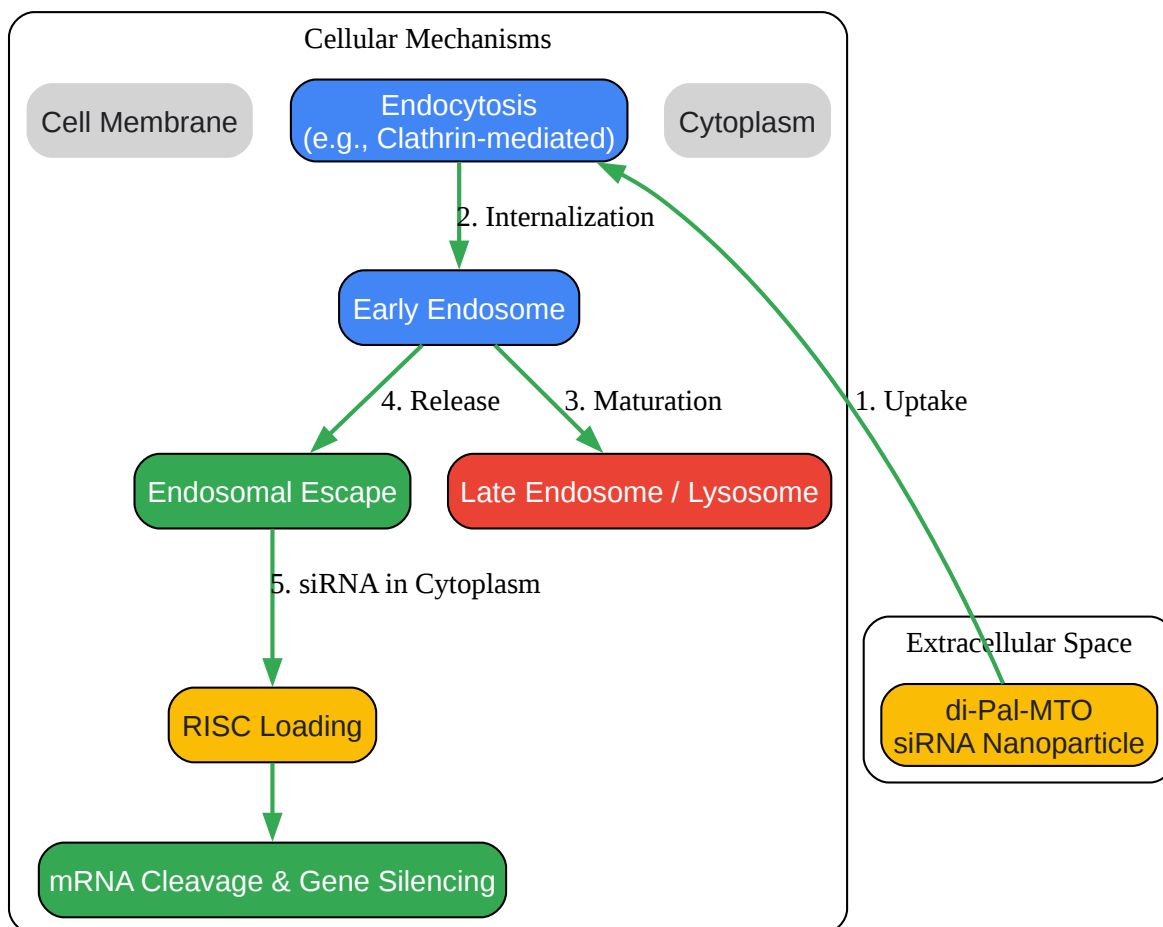 Cellular Mechanisms
Cell Membrane
Endocytosis
(e.g., Clathrin-mediated)
Cytoplasm
2. Internalization
Early Endosome
4. Release
3. Maturation
1. Uptake
Endosomal Escape
Late Endosome / Lysosome
5. siRNA in Cytoplasm
Extracellular Space
di-Pal-MTO
siRNA Nanoparticle
RISC Loading
mRNA Cleavage & Gene Silencing